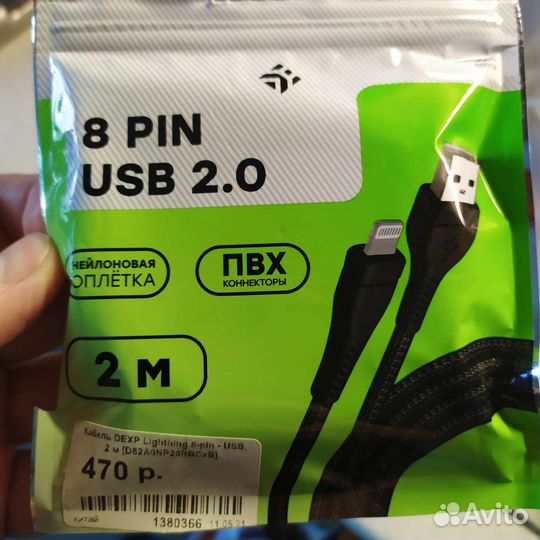 8 PIN
USB 2.0
НЕЙЛОНОВАЯ
ОПЛЁТКА
ПВХ
КОННЕКТОРЫ
2 М
Кабель DEXP Lightning 8-pin - USB,
2 м [D82A0NP20RBCxB]
470 р.
китай
1380366 11.05.21
Avito